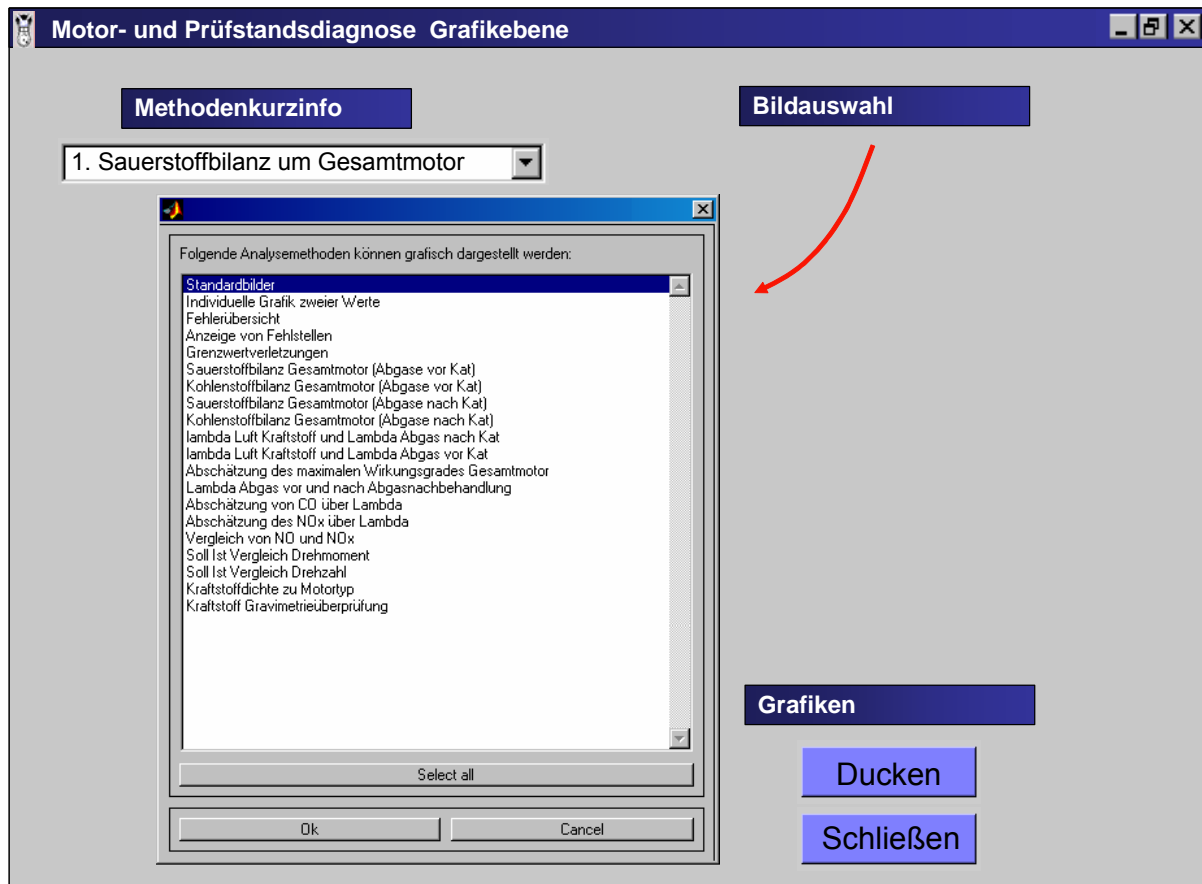 Motor- und Prüfstandsdiagnose Grafikebene
Methodenkurzinfo
Bildauswahl
1. Sauerstoffbilanz um Gesamtmotor
Folgende Analysemethoden können grafisch dargestellt werden:
Standardbilder
Individuelle Grafik zweier Werte
Fehlerübersicht
Anzeige von Fehlstellen
Grenzwertverletzungen
Sauerstoffbilanz Gesamtmotor (Abgase vor Kat)
Kohlenstoffbilanz Gesamtmotor (Abgase vor Kat)
Sauerstoffbilanz Gesamtmotor (Abgase nach Kat)
Kohlenstoffbilanz Gesamtmotor (Abgase nach Kat)
lambda Luft Kraftstoff und Lambda Abgas nach Kat
lambda Luft Kraftstoff und Lambda Abgas vor Kat
Abschätzung des maximalen Wirkungsgrades Gesamtmotor
Lambda Abgas vor und nach Abgasnachbehandlung
Abschätzung von CO über Lambda
Abschätzung des NOx über Lambda
Vergleich von NO und NOx
Soll Ist Vergleich Drehmoment
Soll Ist Vergleich Drehzahl
Kraftstoffdichte zu Motortyp
Kraftstoff Gravimetrieüberprüfung
Select all
Ok
Cancel
Grafiken
Ducken
Schließen